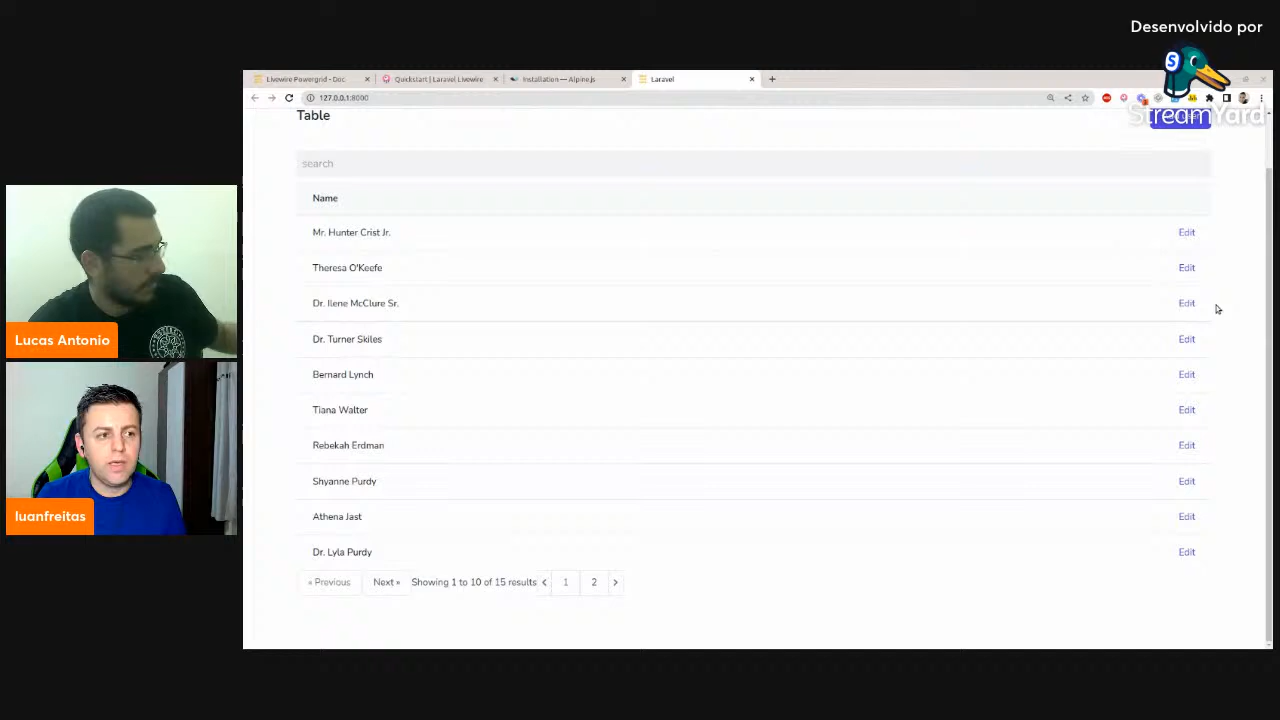 Desenvolvido por
S
StreamYard
Livewire Powergrid - Doc
Quickstart | Laravel Livewire
Installation — Alpine.js
Laravel
127.0.0.1:8000
Table
search
Name
Mr. Hunter Crist Jr. Edit
Theresa O'Keefe Edit
Dr. Ilene McClure Sr. Edit
Dr. Turner Skiles Edit
Bernard Lynch Edit
Tiana Walter Edit
Rebekah Erdman Edit
Shyanne Purdy Edit
Athena Jast Edit
Dr. Lyla Purdy Edit
« Previous Next » Showing 1 to 10 of 15 results 1 2
Lucas Antonio
luanfreitas